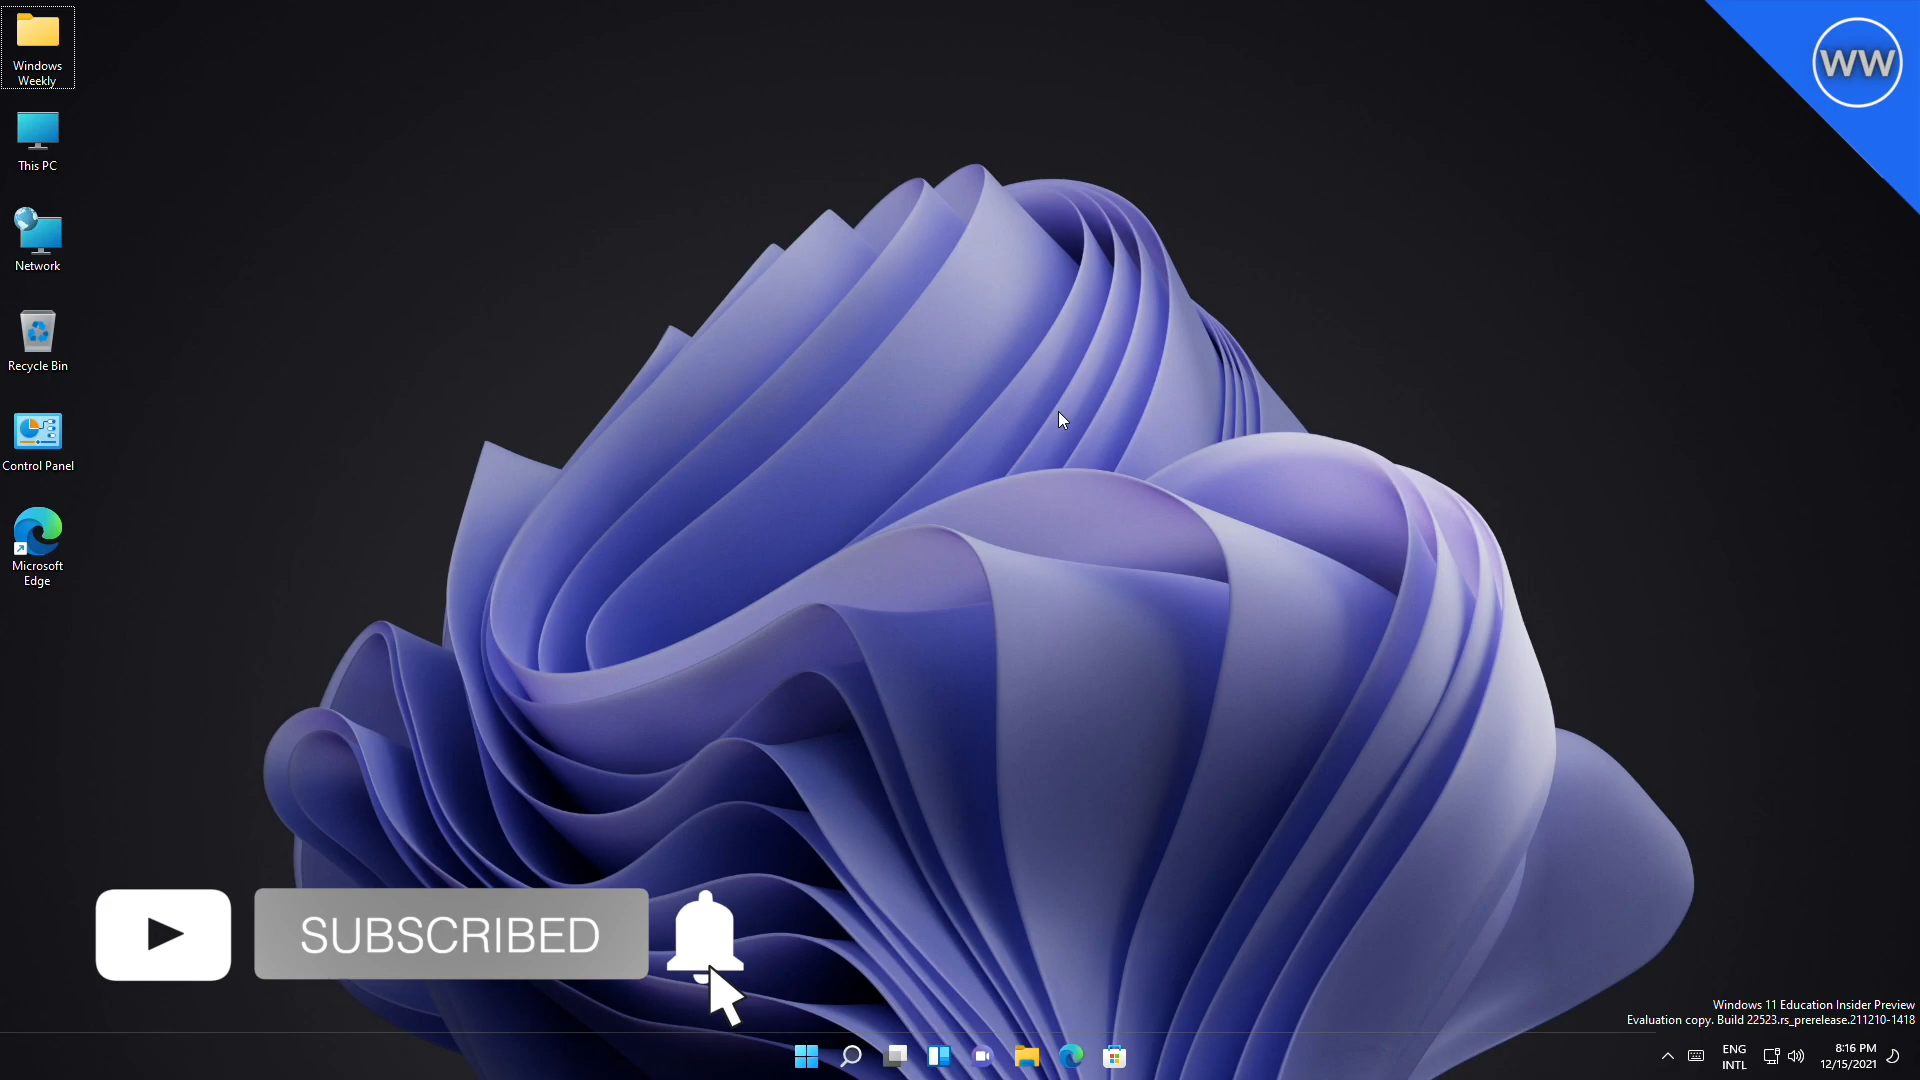 Windows
Weekly
This PC
Network
Recycle Bin
Control Panel
Microsoft
Edge
WW
SUBSCRIBED
Windows 11 Education Insider Preview
Evaluation copy. Build 22523.rs_prerelease.211210-1418
ENG
INTL
8:16 PM
12/15/2021